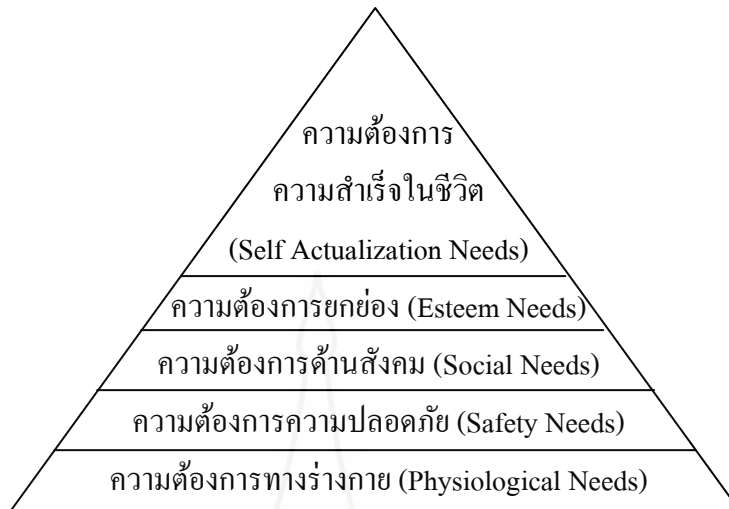 ความต้องการ
ความสำเร็จในชีวิต
(Self Actualization Needs)
ความต้องการยกย่อง (Esteem Needs)
ความต้องการด้านสังคม (Social Needs)
ความต้องการความปลอดภัย (Safety Needs)
ความต้องการทางร่างกาย (Physiological Needs)